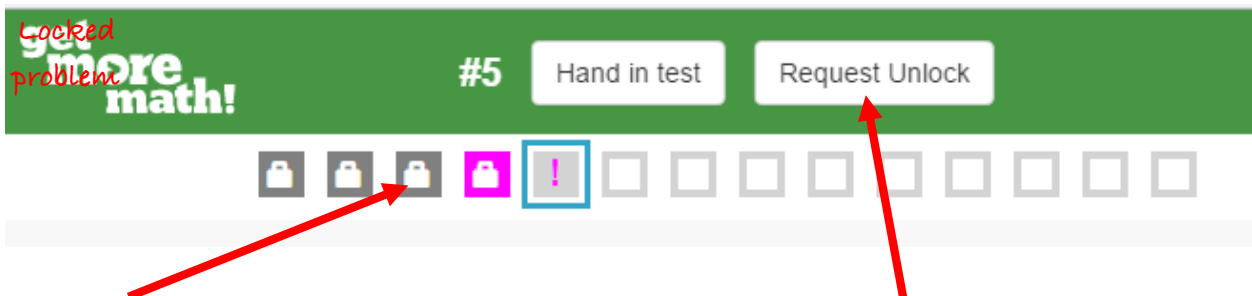 Locked
problem
get
more
math!
#5 Hand in test Request Unlock
!